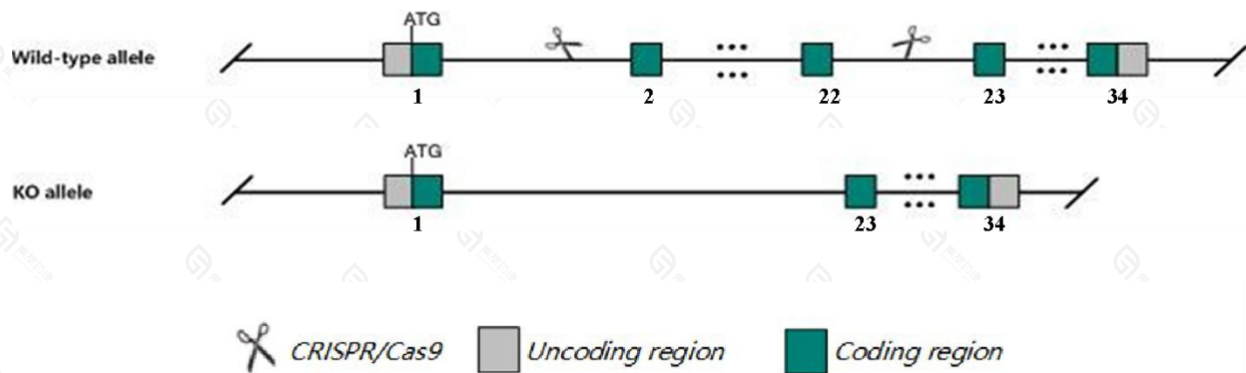 ATG
Wild-type allele
1 2 22 23 34
ATG
KO allele
1 23 34
CRISPR/Cas9 Uncoding region Coding region